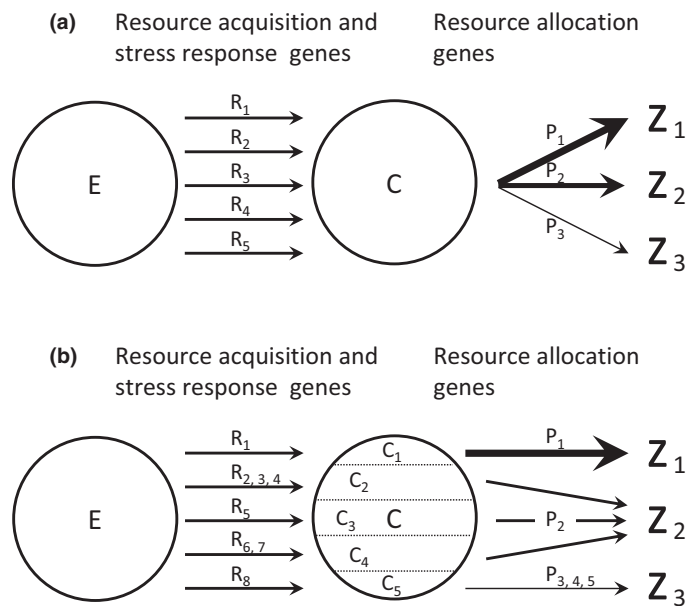 (a) Resource acquisition and Resource allocation
stress response genes genes
R1
R2
R3
R4
R5
E
C
P1
P2
P3
Z1
Z2
Z3
(b) Resource acquisition and Resource allocation
stress response genes genes
R1
R2, 3, 4
R5
R6, 7
R8
E
C1
C2
C3 C
C4
C5
P1
P2
P3, 4, 5
Z1
Z2
Z3